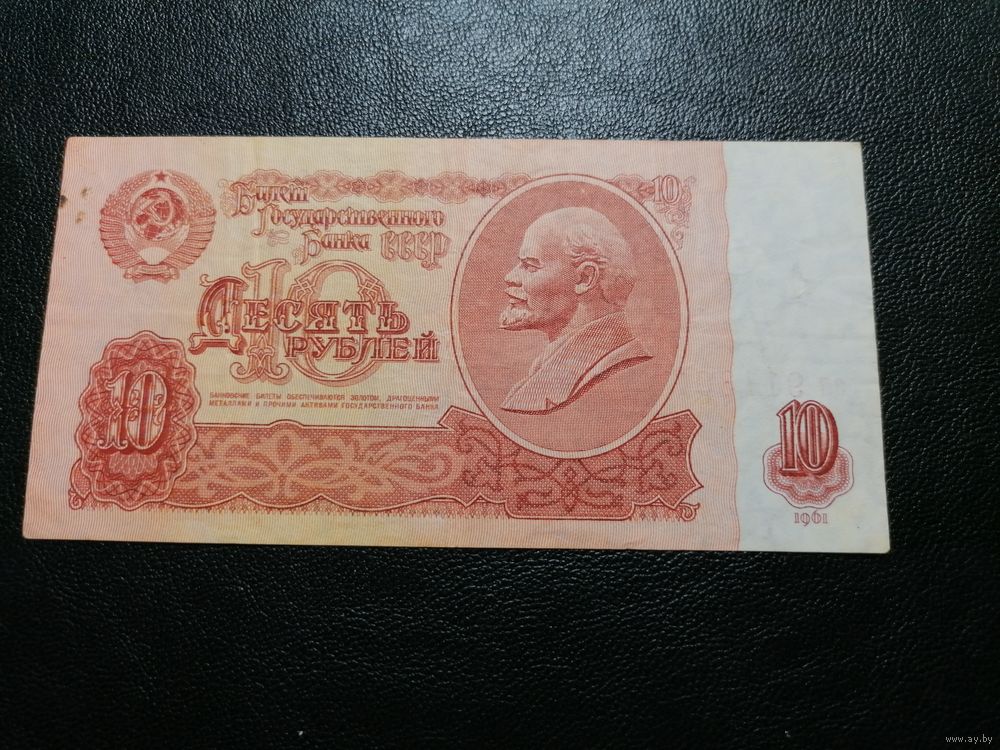 Билет
Государственного
Банка СССР
10
10
Десять
рублей
БАНКОВСКИЕ БИЛЕТЫ ОБЕСПЕЧИВАЮТСЯ ЗОЛОТОМ, ДРАГОЦЕННЫМИ
МЕТАЛЛАМИ И ПРОЧИМИ АКТИВАМИ ГОСУДАРСТВЕННОГО БАНКА
10
10
1961
www.ay.by